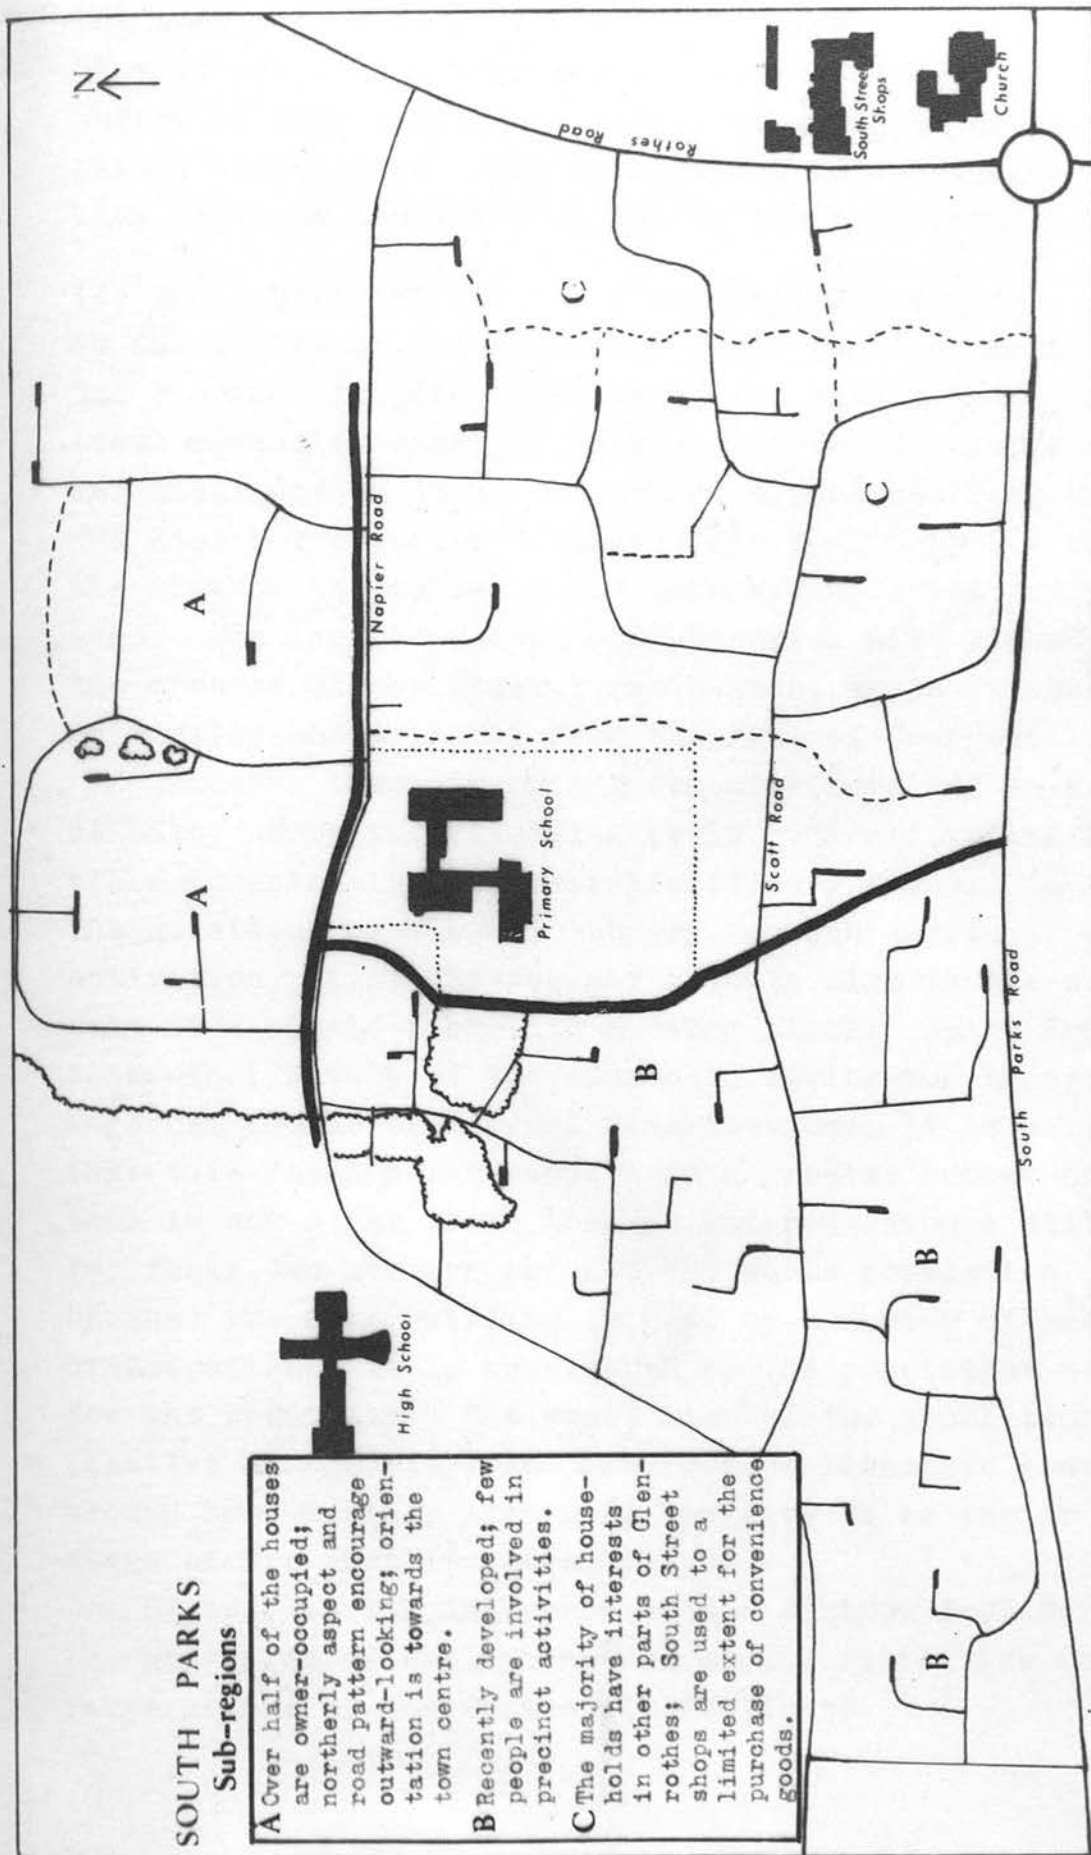 SOUTH PARKS
Sub-regions
A Over half of the houses
are owner-occupied;
northerly aspect and
road pattern encourage
outward-looking; orien-
tation is towards the
town centre.
B Recently developed; few
people are involved in
precinct activities.
C The majority of house-
holds have interests
in other parts of Glen-
rothes; South Street
shops are used to a
limited extent for the
purchase of convenience
goods.
High School
Primary School
Napier Road
Scott Road
South Parks Road
Rothes Road
South Street
Shops
Church
N
A
A
B
B
B
C
C